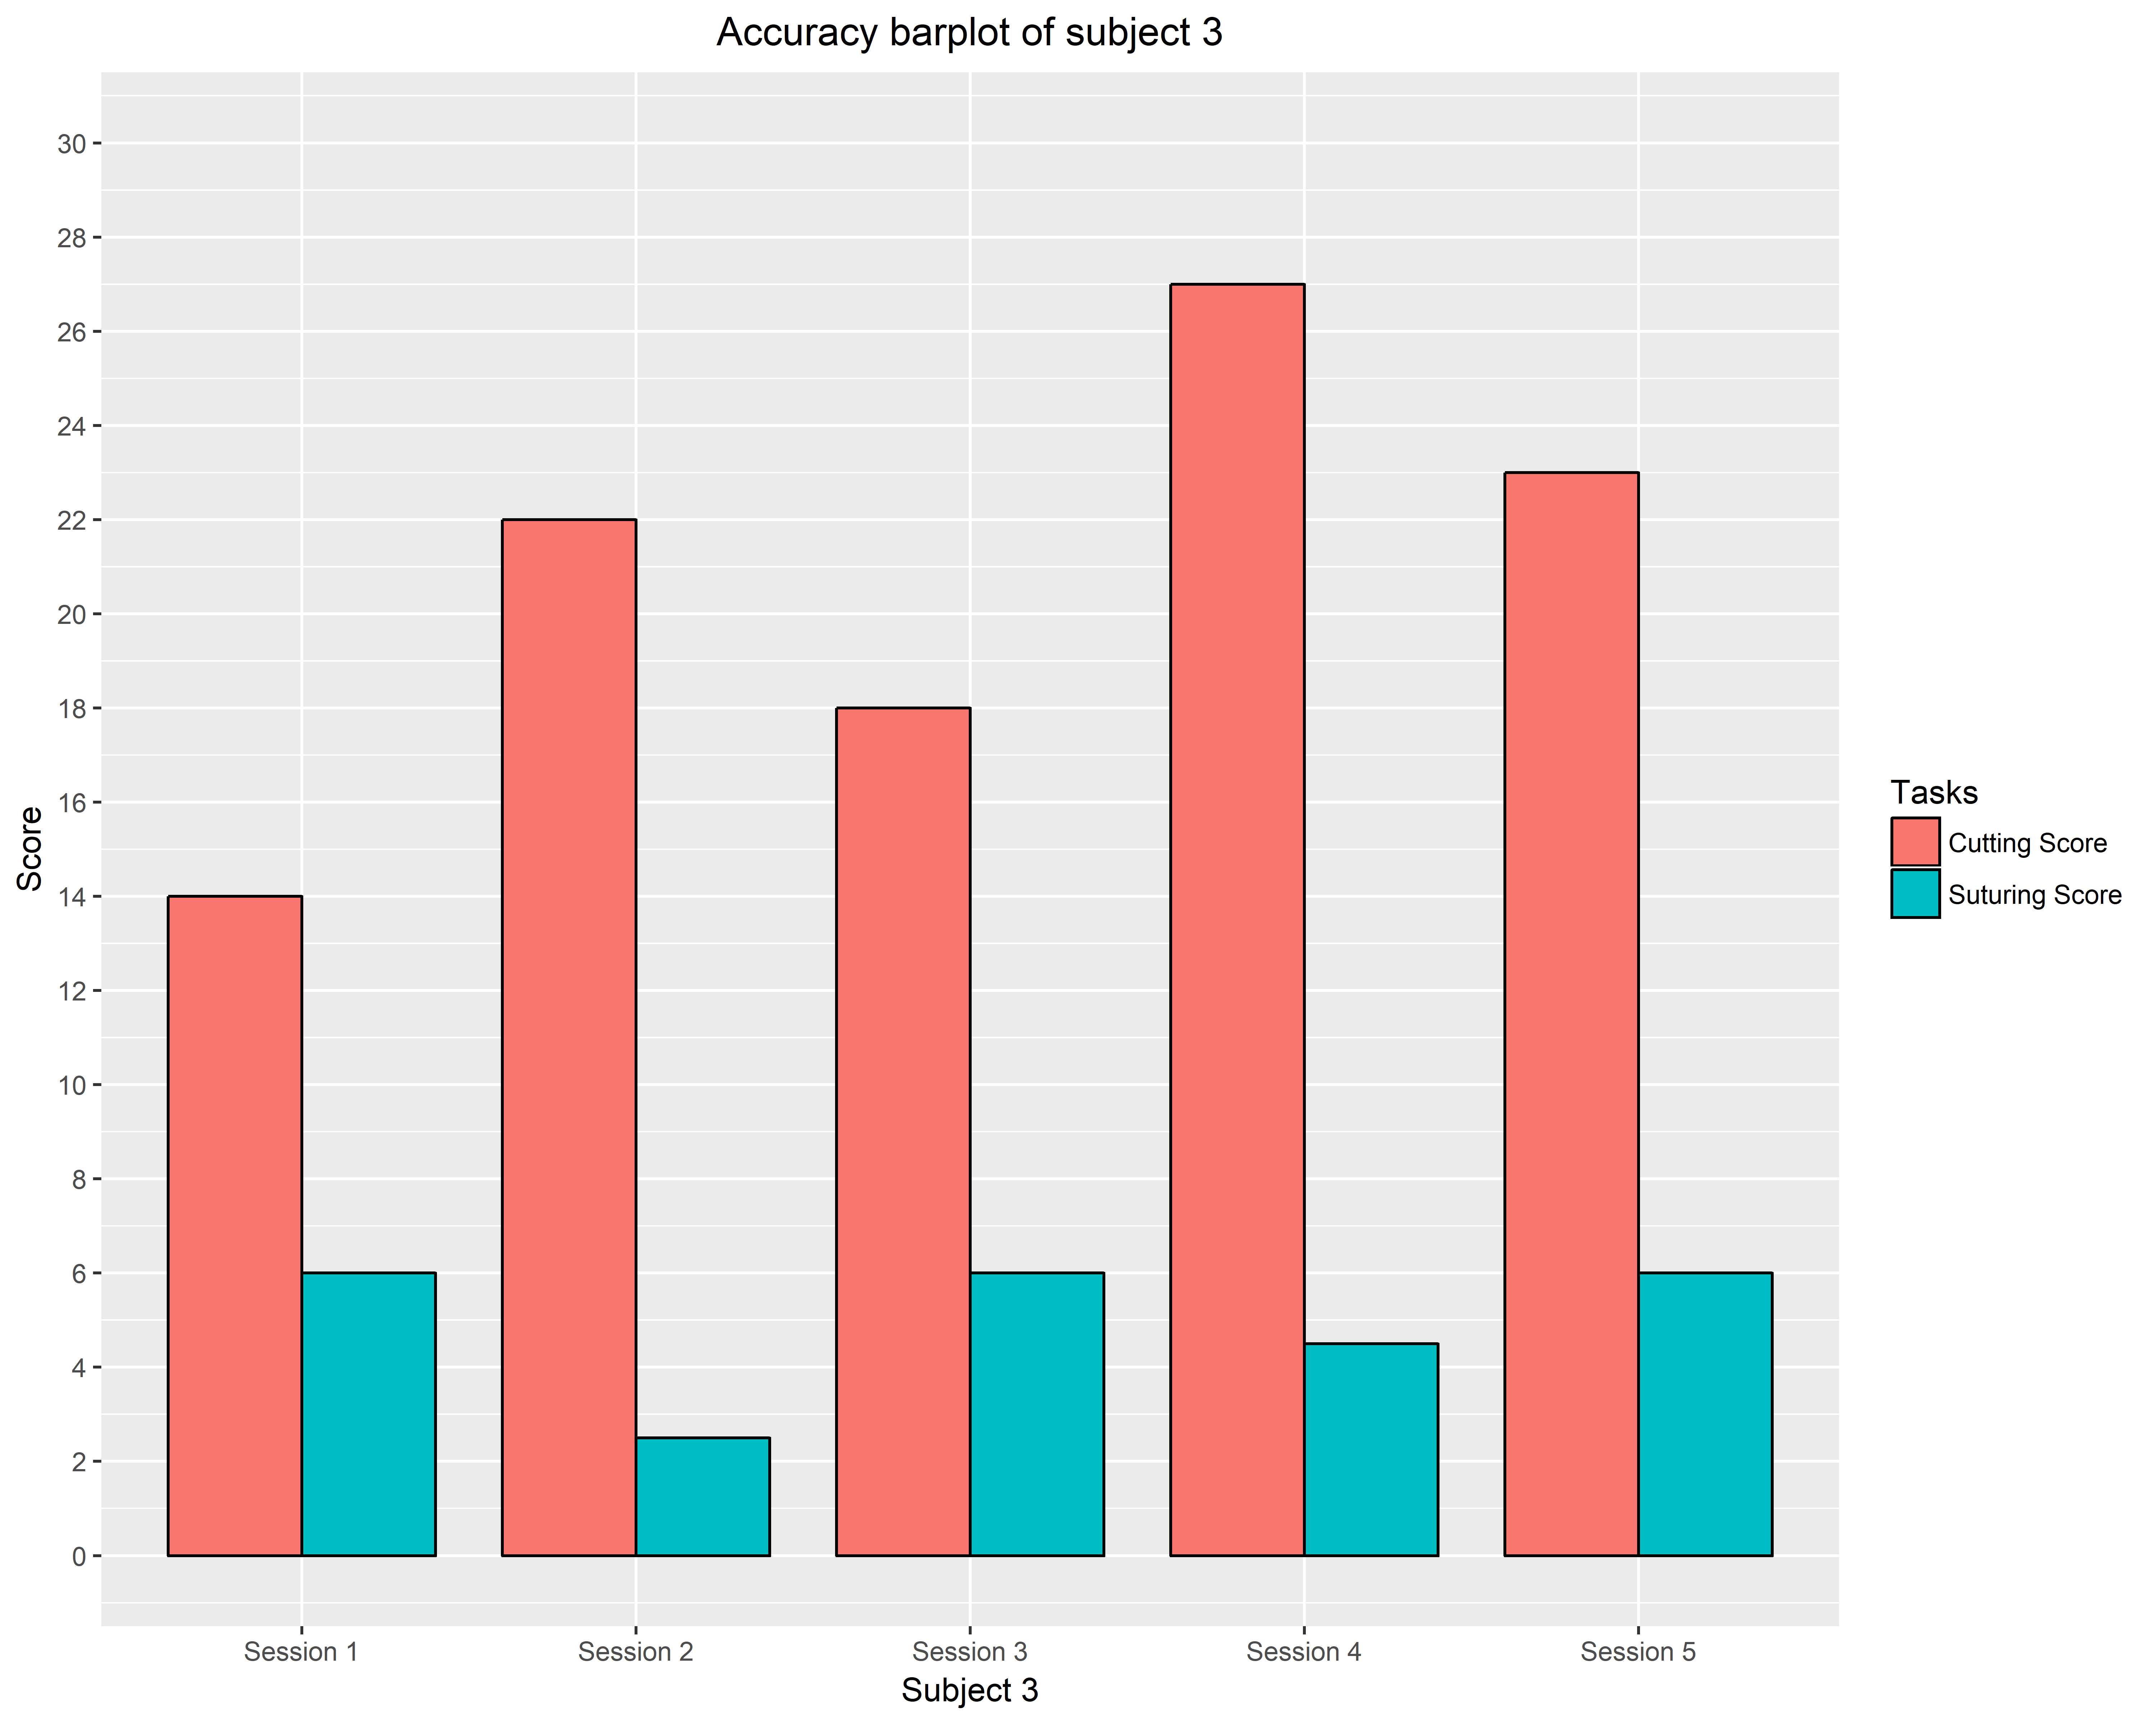 Accuracy barplot of subject 3
30
28
26
24
22
20
18
16
14
12
10
8
6
4
2
0
Score
Session 1
Session 2
Session 3
Session 4
Session 5
Subject 3
Tasks
Cutting Score
Suturing Score